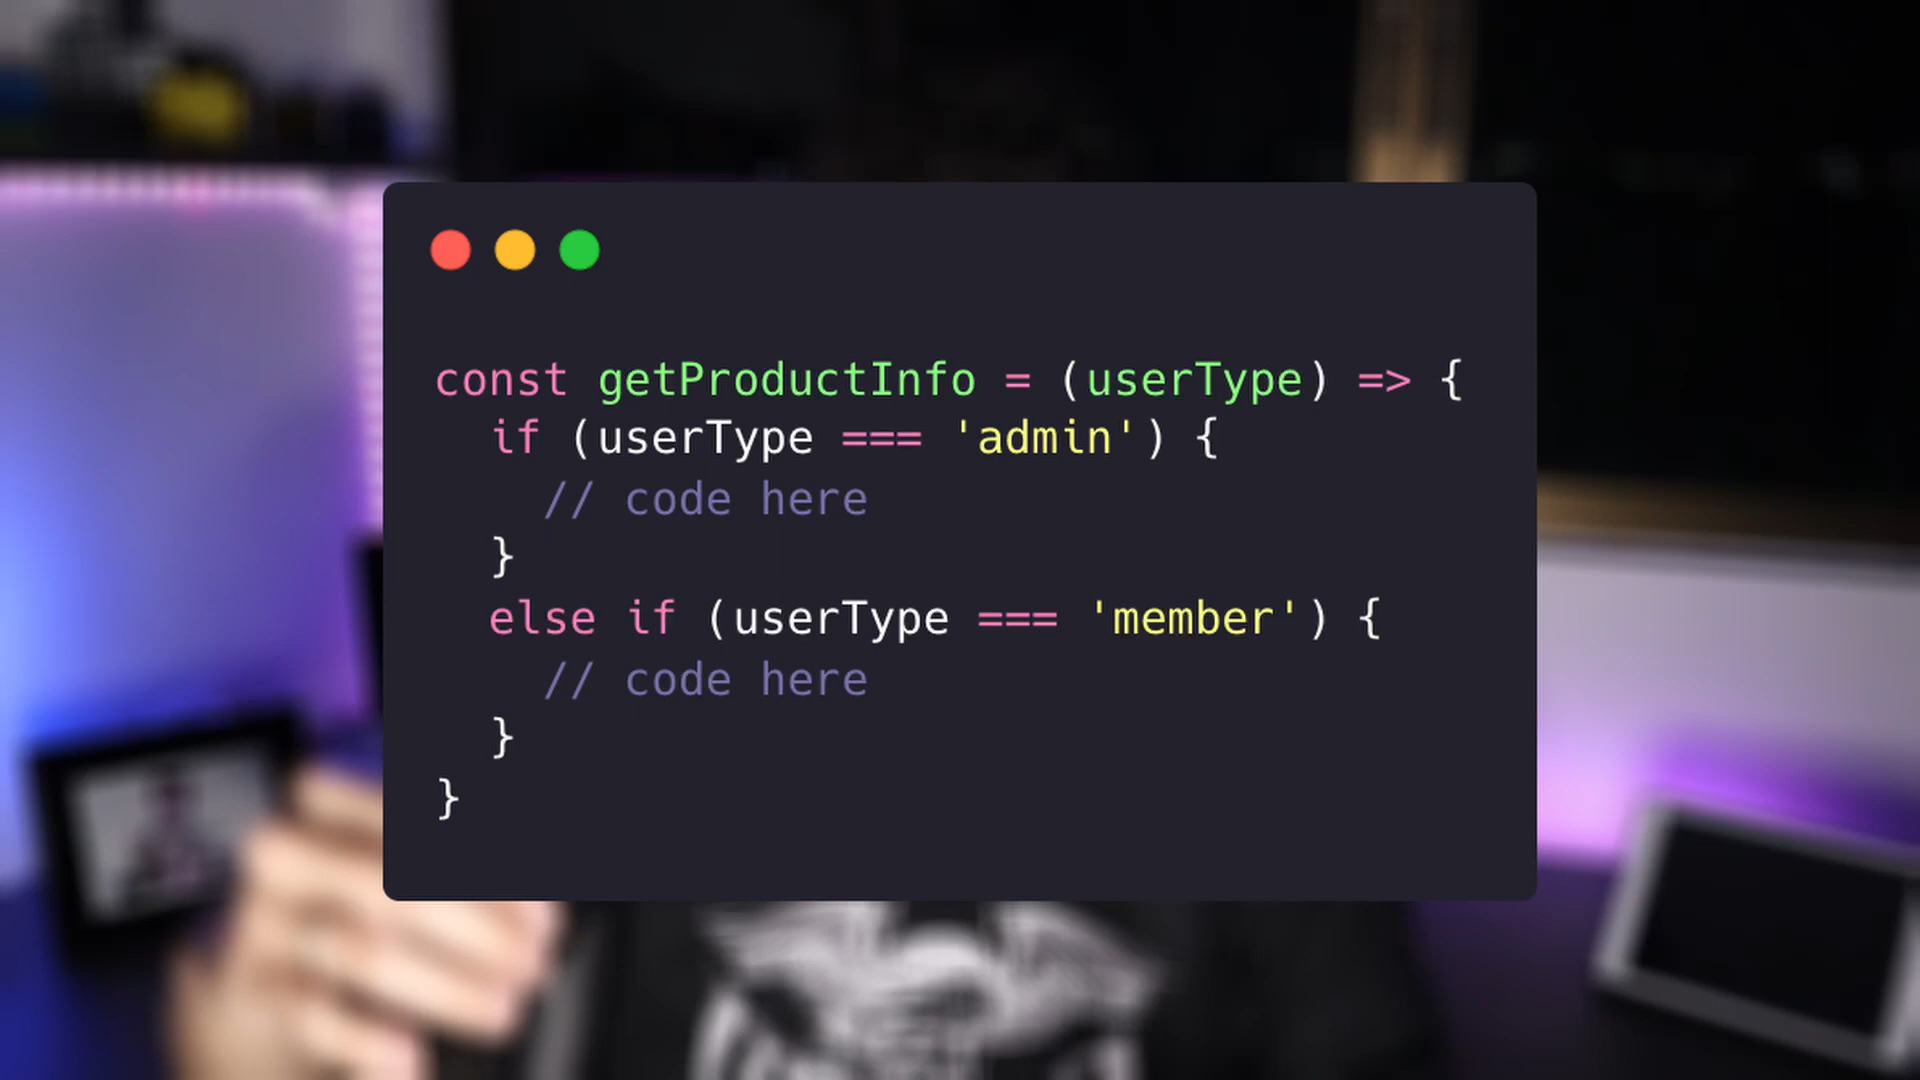 const getProductInfo = (userType) => {
  if (userType === 'admin') {
    // code here
  }
  else if (userType === 'member') {
    // code here
  }
}